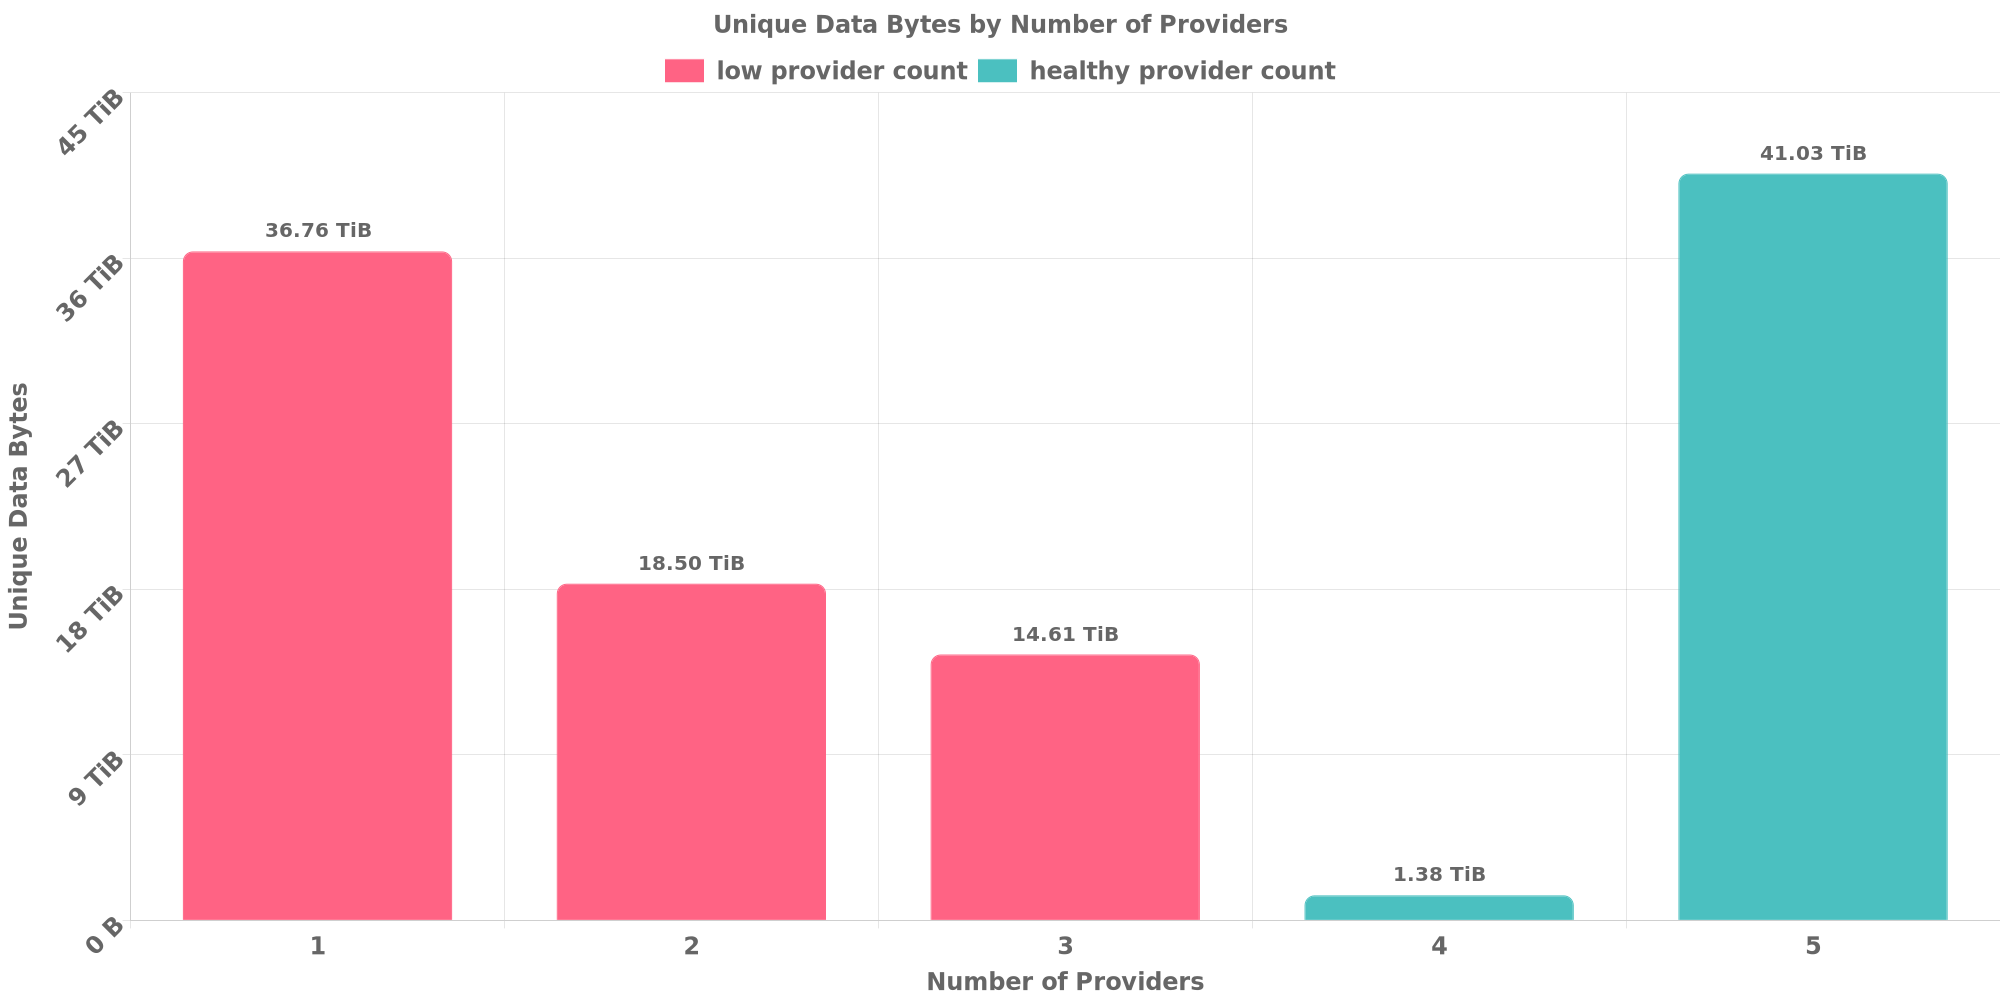 Unique Data Bytes by Number of Providers
low provider count healthy provider count
45 TiB
36 TiB
27 TiB
18 TiB
9 TiB
0 B
Unique Data Bytes
36.76 TiB
18.50 TiB
14.61 TiB
1.38 TiB
41.03 TiB
1 2 3 4 5
Number of Providers